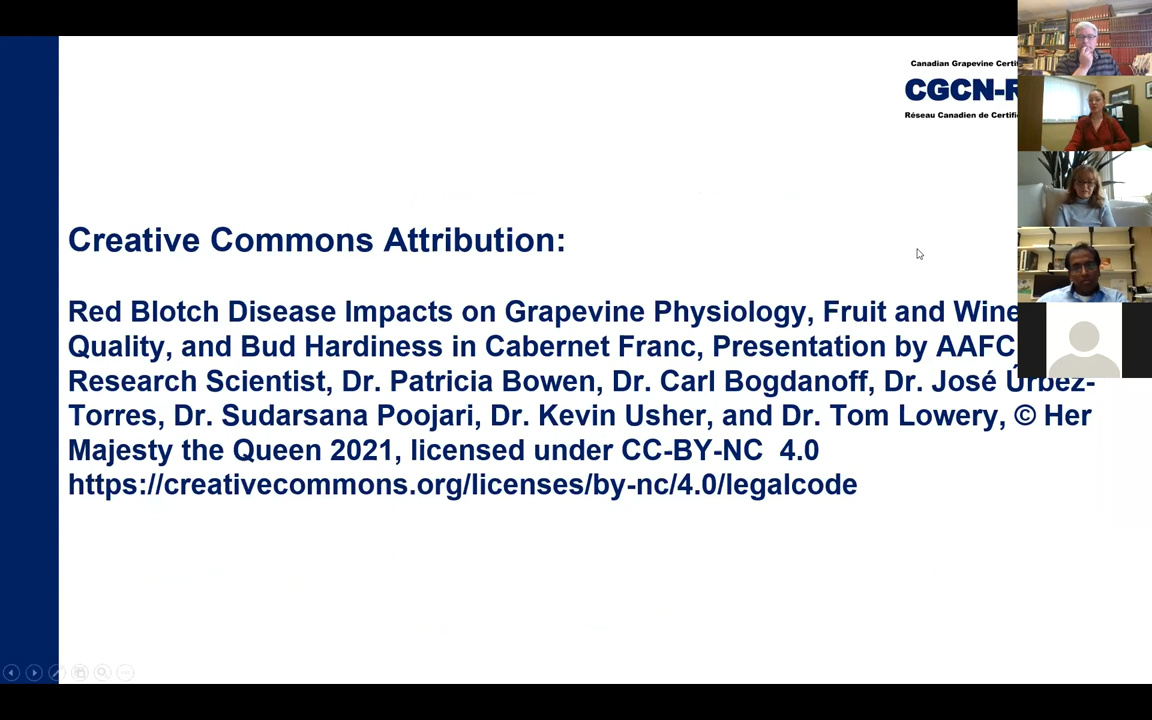 Canadian Grapevine
CGCN-R
Réseau Canadien de
Creative Commons Attribution:
Red Blotch Disease Impacts on Grapevine Physiology, Fruit and Wine
Quality, and Bud Hardiness in Cabernet Franc, Presentation by AAFC
Research Scientist, Dr. Patricia Bowen, Dr. Carl Bogdanoff, Dr. José Úrbez-
Torres, Dr. Sudarsana Poojari, Dr. Kevin Usher, and Dr. Tom Lowery, © Her
Majesty the Queen 2021, licensed under CC-BY-NC 4.0
https://creativecommons.org/licenses/by-nc/4.0/legalcode